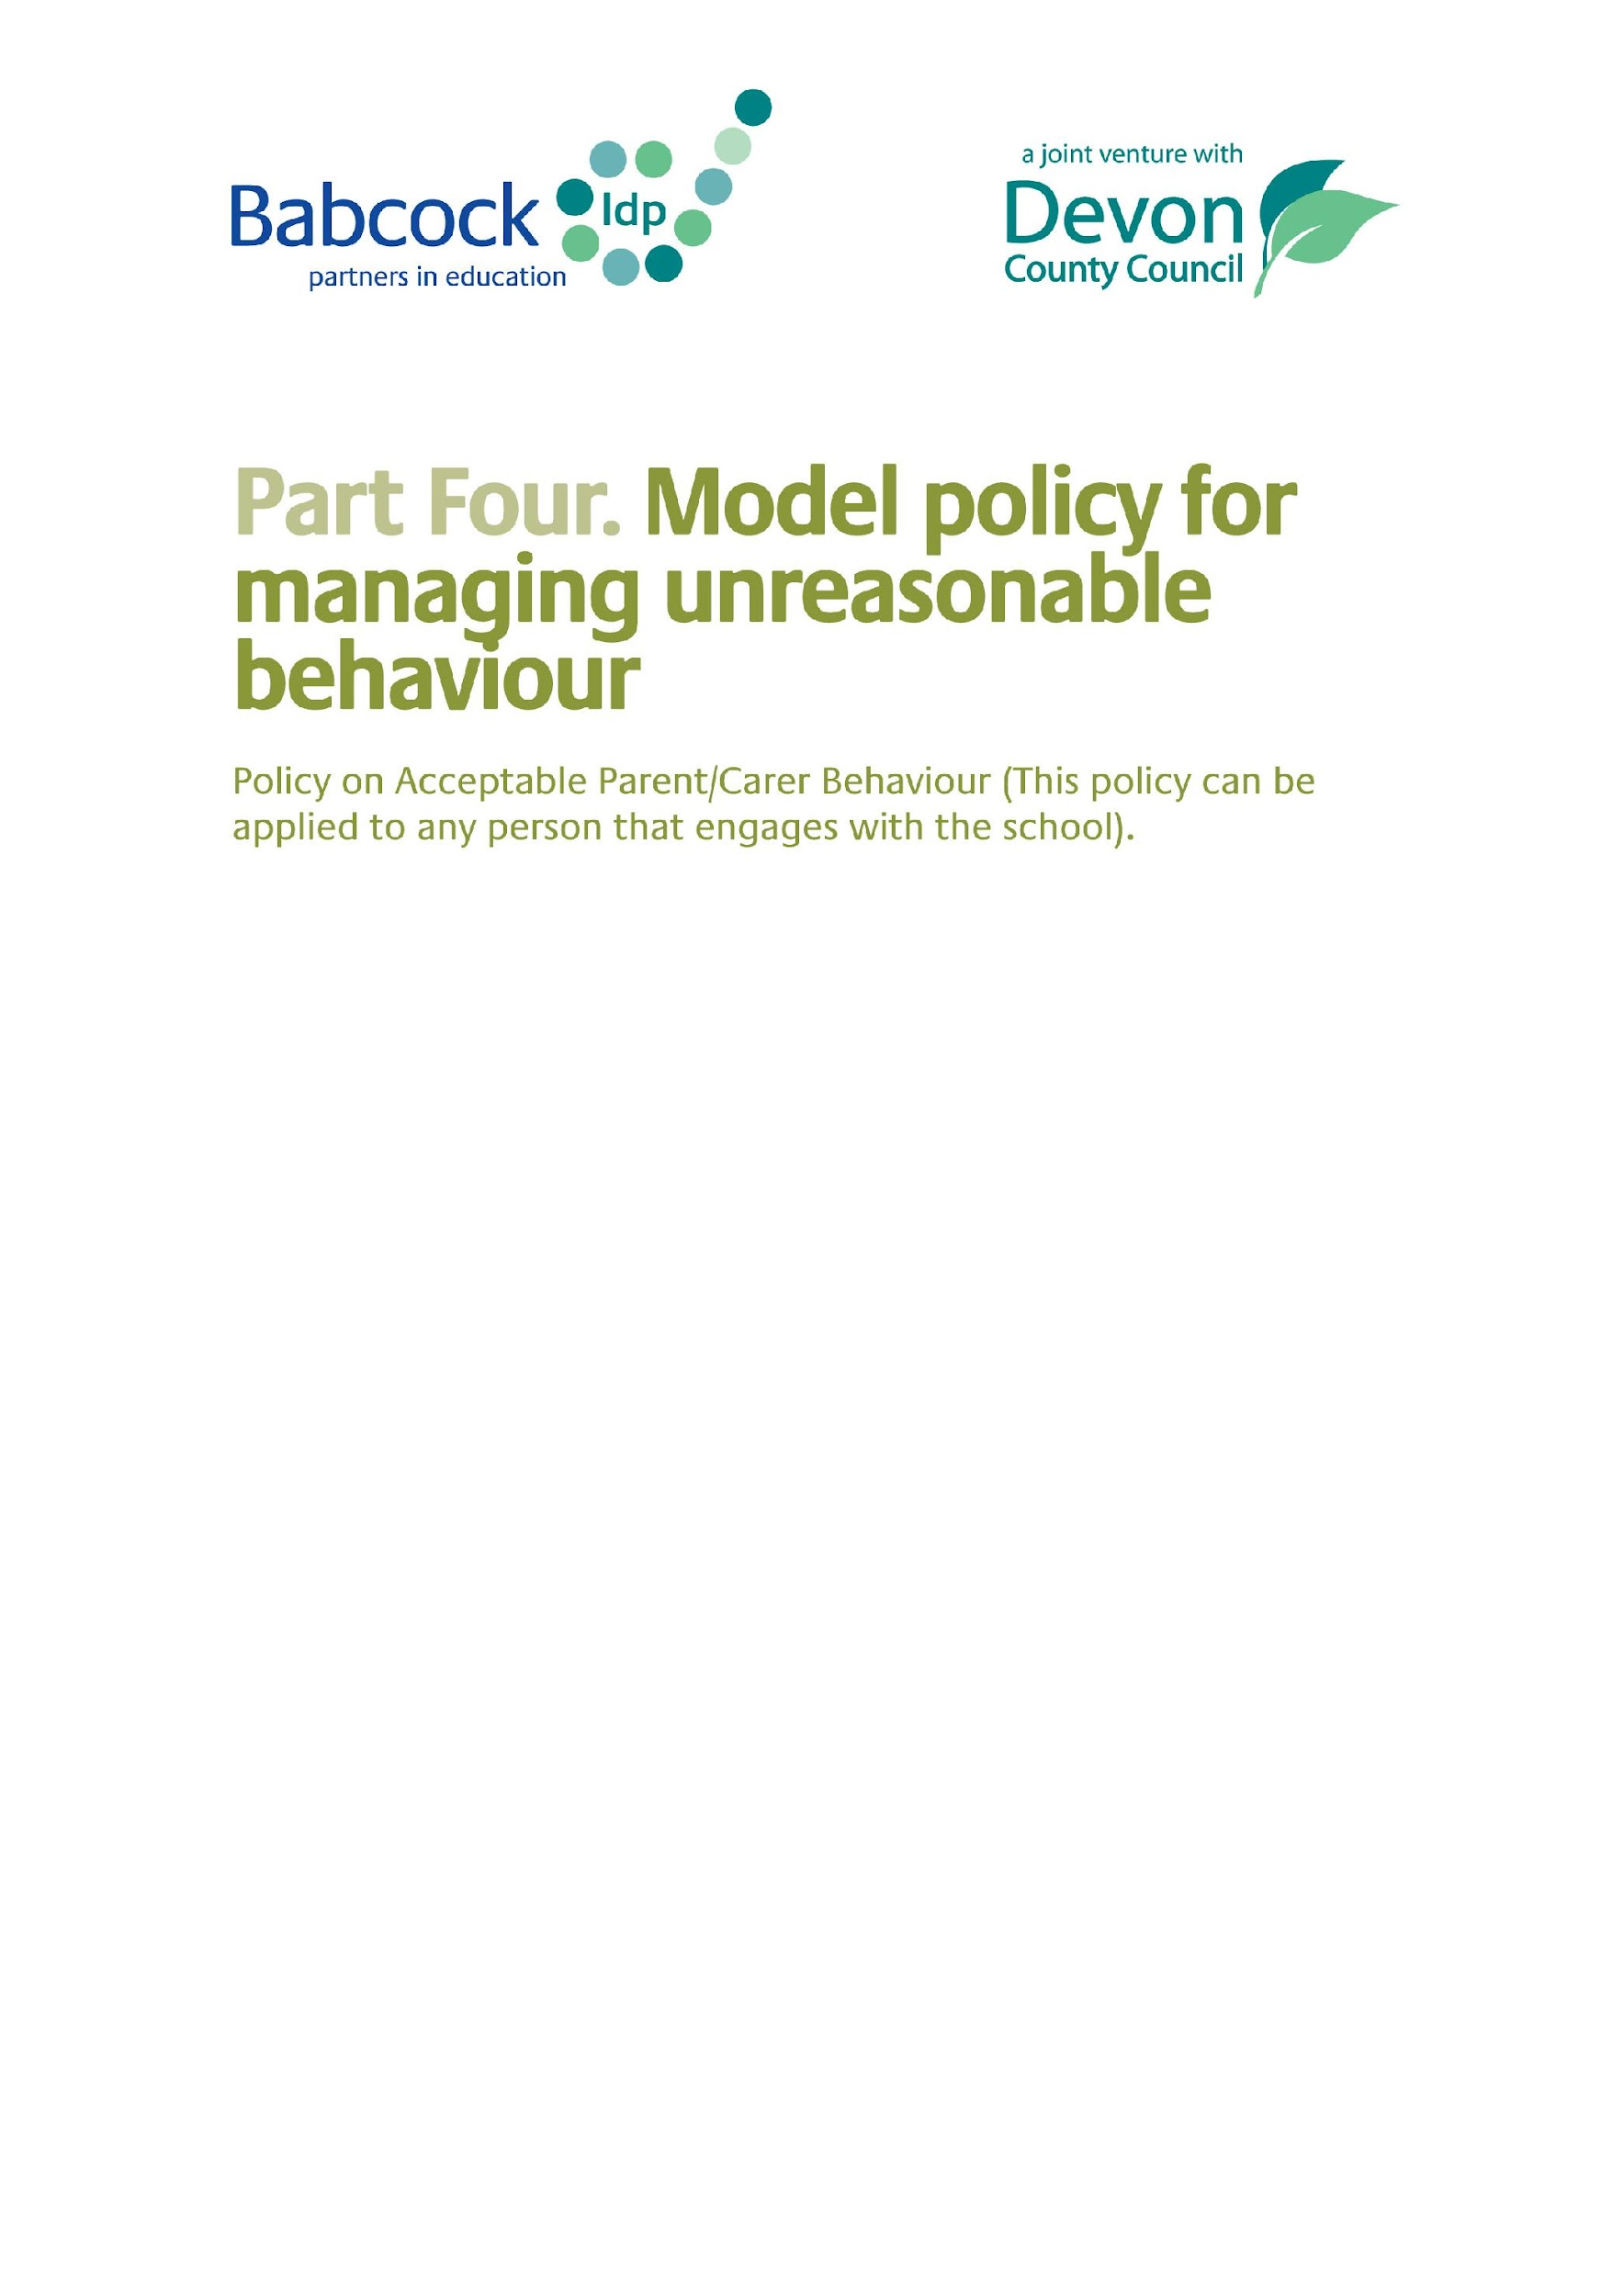 Babcock
ldp
partners in education
a joint venture with
Devon
County Council
Part Four. Model policy for
managing unreasonable
behaviour
Policy on Acceptable Parent/Carer Behaviour (This policy can be
applied to any person that engages with the school).